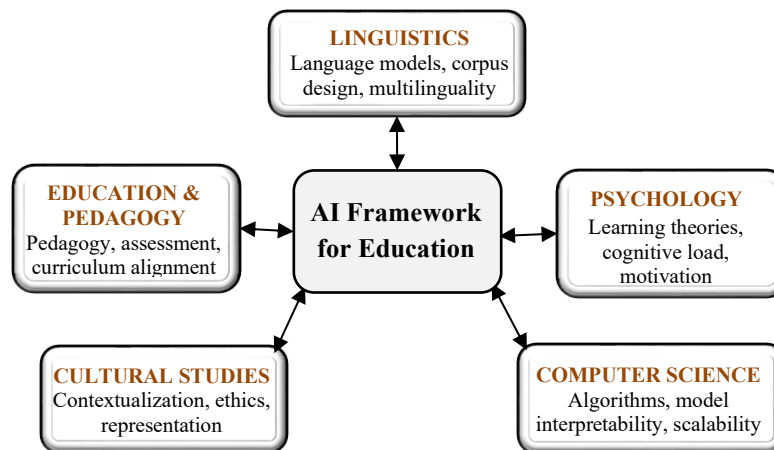 LINGUISTICS
Language models, corpus
design, multilinguality
EDUCATION &
PEDAGOGY
Pedagogy, assessment,
curriculum alignment
AI Framework
for Education
PSYCHOLOGY
Learning theories,
cognitive load,
motivation
CULTURAL STUDIES
Contextualization, ethics,
representation
COMPUTER SCIENCE
Algorithms, model
interpretability, scalability